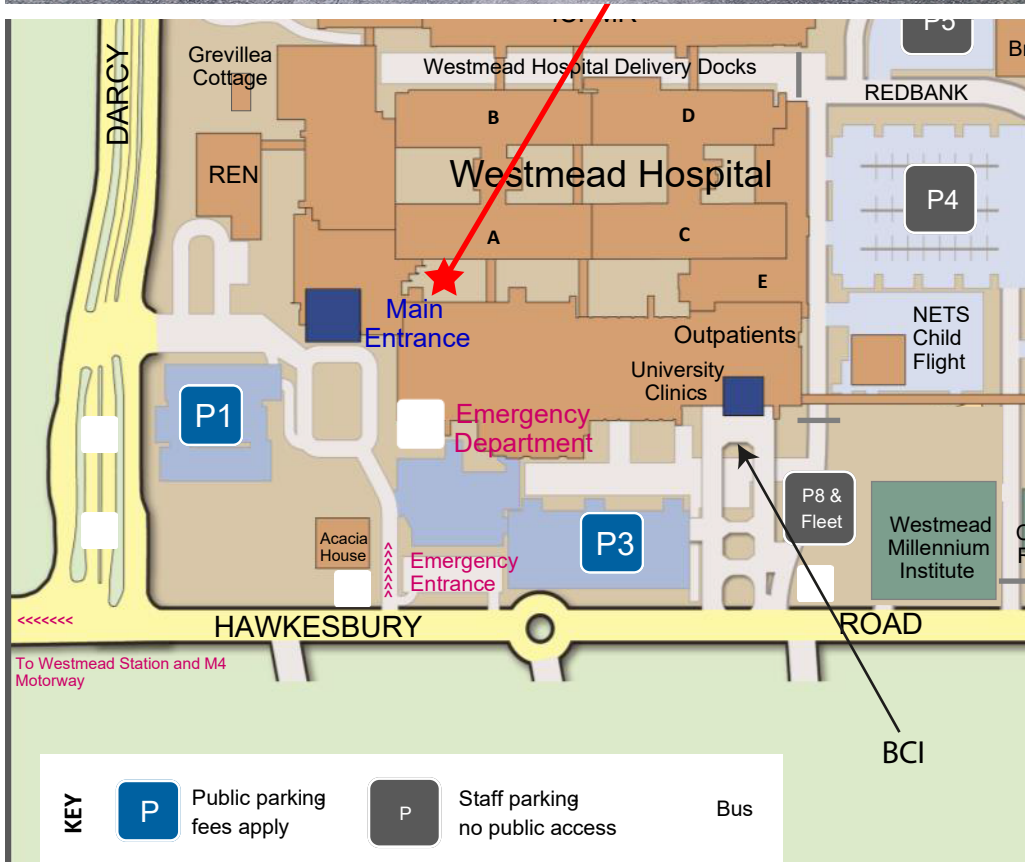 P5
DARCY
Grevillea
Cottage
Westmead Hospital Delivery Docks
REDBANK
B
D
REN
Westmead Hospital
P4
A
C
E
Main
Entrance
NETS
Child
Flight
Outpatients
University
Clinics
P1
Emergency
Department
P8 &
Fleet
Acacia
House
P3
Westmead
Millennium
Institute
Emergency
Entrance
<<<<<<<
HAWKESBURY
ROAD
To Westmead Station and M4
Motorway
BCI
KEY
P
Public parking
fees apply
P
Staff parking
no public access
Bus